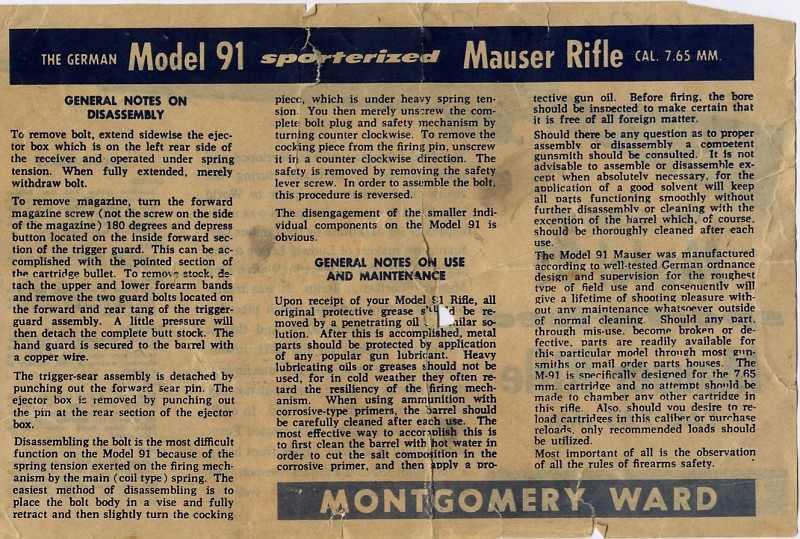 THE GERMAN Model 91 sporterized Mauser Rifle CAL. 7.65 MM.
GENERAL NOTES ON
DISASSEMBLY
To remove bolt, extend sidewise the ejec-
tor box which is on the left rear side of
the receiver and operated under spring
tension. When fully extended, merely
withdraw bolt.
To remove magazine, turn the forward
magazine screw (not the screw on the side
of the magazine) 180 degrees and depress
button located on the inside forward sec-
tion of the trigger guard. This can be ac-
complished with the pointed section of
the cartridge bullet. To remove stock, de-
tach the upper and lower forearm bands
and remove the two guard bolts located on
the forward and rear tang of the trigger-
guard assembly. A little pressure will
then detach the complete butt stock. The
hand guard is secured to the barrel with
a copper wire.
The trigger-sear assembly is detached by
punching out the forward sear pin. The
ejector box is removed by punching out
the pin at the rear section of the ejector
box.
Disassembling the bolt is the most difficult
function on the Model 91 because of the
spring tension exerted on the firing mech-
anism by the main (coil type) spring. The
easiest method of disassembling is to
place the bolt body in a vise and fully
retract and then slightly turn the cocking
piece, which is under heavy spring ten-
sion. You then merely unscrew the com-
plete bolt plug and safety mechanism by
turning counter clockwise. To remove the
cocking piece from the firing pin, unscrew
it in a counter clockwise direction. The
safety is removed by removing the safety
lever screw. In order to assemble the bolt,
this procedure is reversed.
The disengagement of the smaller indi-
vidual components on the Model 91 is
obvious.
GENERAL NOTES ON USE
AND MAINTENANCE
Upon receipt of your Model 91 Rifle, all
original protective grease should be re-
moved by a penetrating oil similar so-
lution. After this is accomplished, metal
parts should be protected by application
of any popular gun lubricant. Heavy
lubricating oils or greases should not be
used, for in cold weather they often re-
tard the resiliency of the firing mech-
anism. When using ammunition with
corrosive-type primers, the barrel should
be carefully cleaned after each use. The
most effective way to accomplish this is
to first clean the barrel with hot water in
order to cut the salt composition in the
corrosive primer, and then apply a pro-
tective gun oil. Before firing, the bore
should be inspected to make certain that
it is free of all foreign matter.
Should there be any question as to proper
assembly or disassembly a competent
gunsmith should be consulted. It is not
advisable to assemble or disassemble ex-
cept when absolutely necessary, for the
application of a good solvent will keep
all parts functioning smoothly without
further disassembly or cleaning with the
exception of the barrel which, of course,
should be thoroughly cleaned after each
use.
The Model 91 Mauser was manufactured
according to well-tested German ordnance
design and supervision for the roughest
type of field use and consequently will
give a lifetime of shooting pleasure with-
out any maintenance whatsoever outside
of normal cleaning. Should any part,
through mis-use, become broken or de-
fective, parts are readily available for
this particular model through most gun-
smiths or mail order parts houses. The
M-91 is specifically designed for the 7.65
mm. cartridge and no attempt should be
made to chamber any other cartridge in
this rifle. Also, should you desire to re-
load cartridges in this caliber or purchase
reloads, only recommended loads should
be utilized.
Most important of all is the observation
of all the rules of firearms safety.
MONTGOMERY WARD